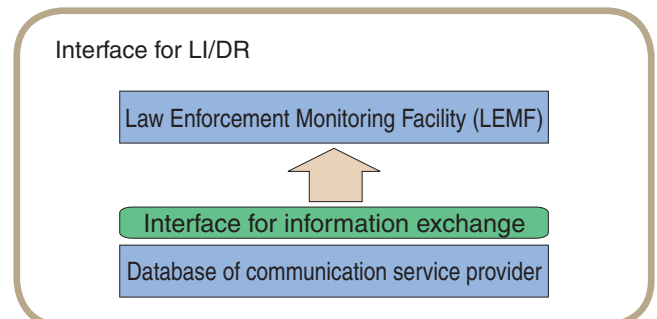 Interface for LI/DR
Law Enforcement Monitoring Facility (LEMF)
Interface for information exchange
Database of communication service provider